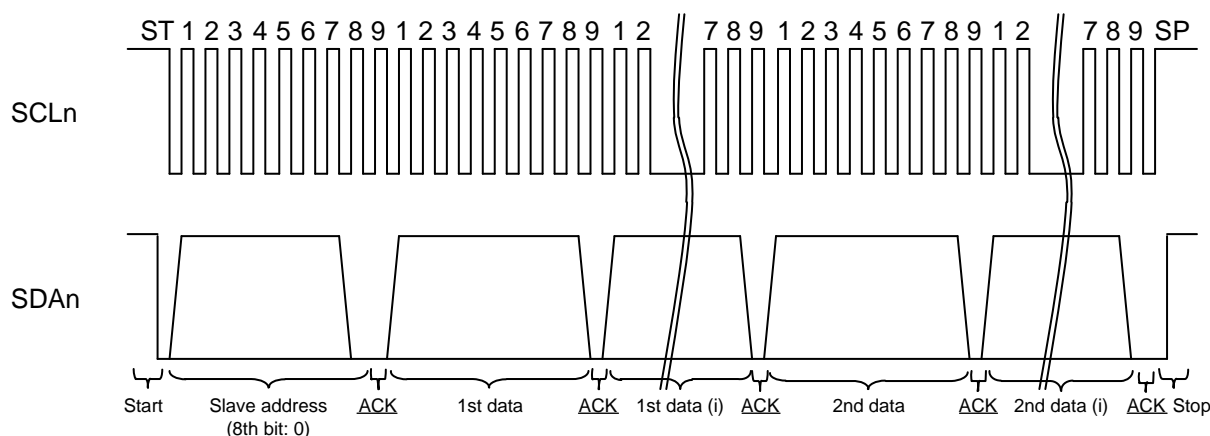 ST 1 2 3 4 5 6 7 8 9 1 2 3 4 5 6 7 8 9 1 2 7 8 9 1 2 3 4 5 6 7 8 9 1 2 7 8 9 SP
SCLn
SDAn
Start Slave address ACK 1st data ACK 1st data (i) ACK 2nd data ACK 2nd data (i) ACK Stop
(8th bit: 0)